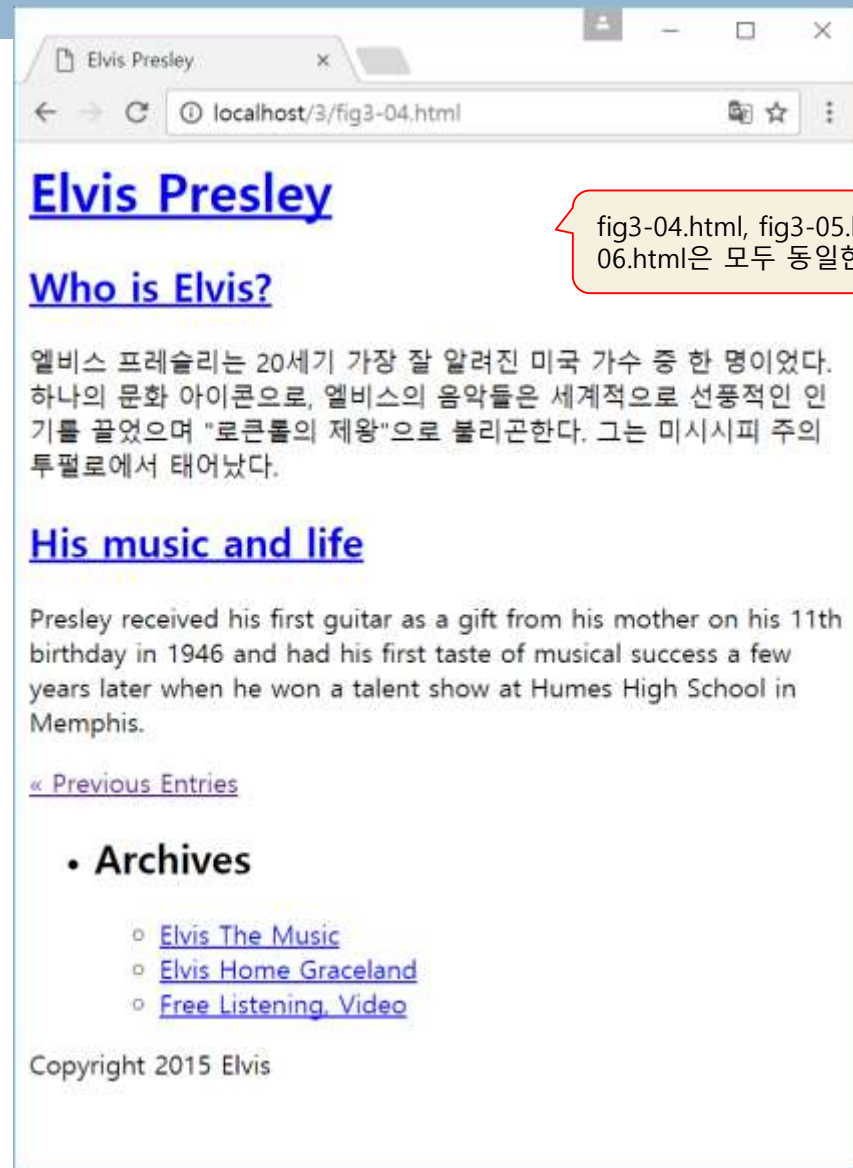 Elvis Presley
localhost/3/fig3-04.html
Elvis Presley
fig3-04.html, fig3-05.
06.html은 모두
Who is Elvis?
엘비스 프레슬리는 20세기 가장 잘 알려진 미국 가수 중 한 명이었다.
하나의 문화 아이콘으로, 엘비스의 음악들은 세계적으로 선풍적인 인
기를 끌었으며 "로큰롤의 제왕"으로 불리곤한다. 그는 미시시피 주의
투펄로에서 태어났다.
His music and life
Presley received his first guitar as a gift from his mother on his 11th
birthday in 1946 and had his first taste of musical success a few
years later when he won a talent show at Humes High School in
Memphis.
« Previous Entries
• Archives
○ Elvis The Music
○ Elvis Home Graceland
○ Free Listening, Video
Copyright 2015 Elvis